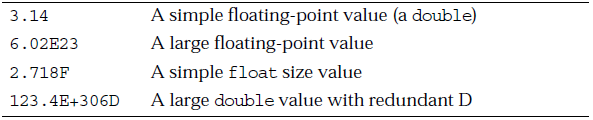 3.14 A simple floating-point value (a double)
6.02E23 A large floating-point value
2.718F A simple float size value
123.4E+306D A large double value with redundant D